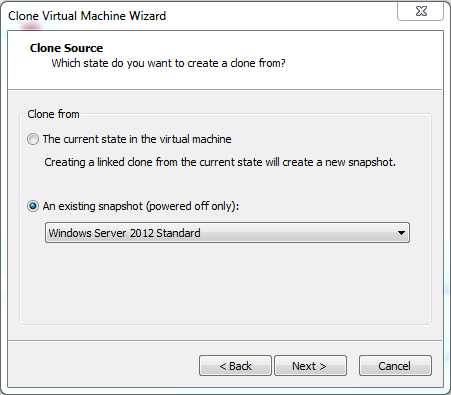 Clone Virtual Machine Wizard
Clone Source
Which state do you want to create a clone from?
Clone from
The current state in the virtual machine
Creating a linked clone from the current state will create a new snapshot.
An existing snapshot (powered off only):
Windows Server 2012 Standard
< Back Next > Cancel